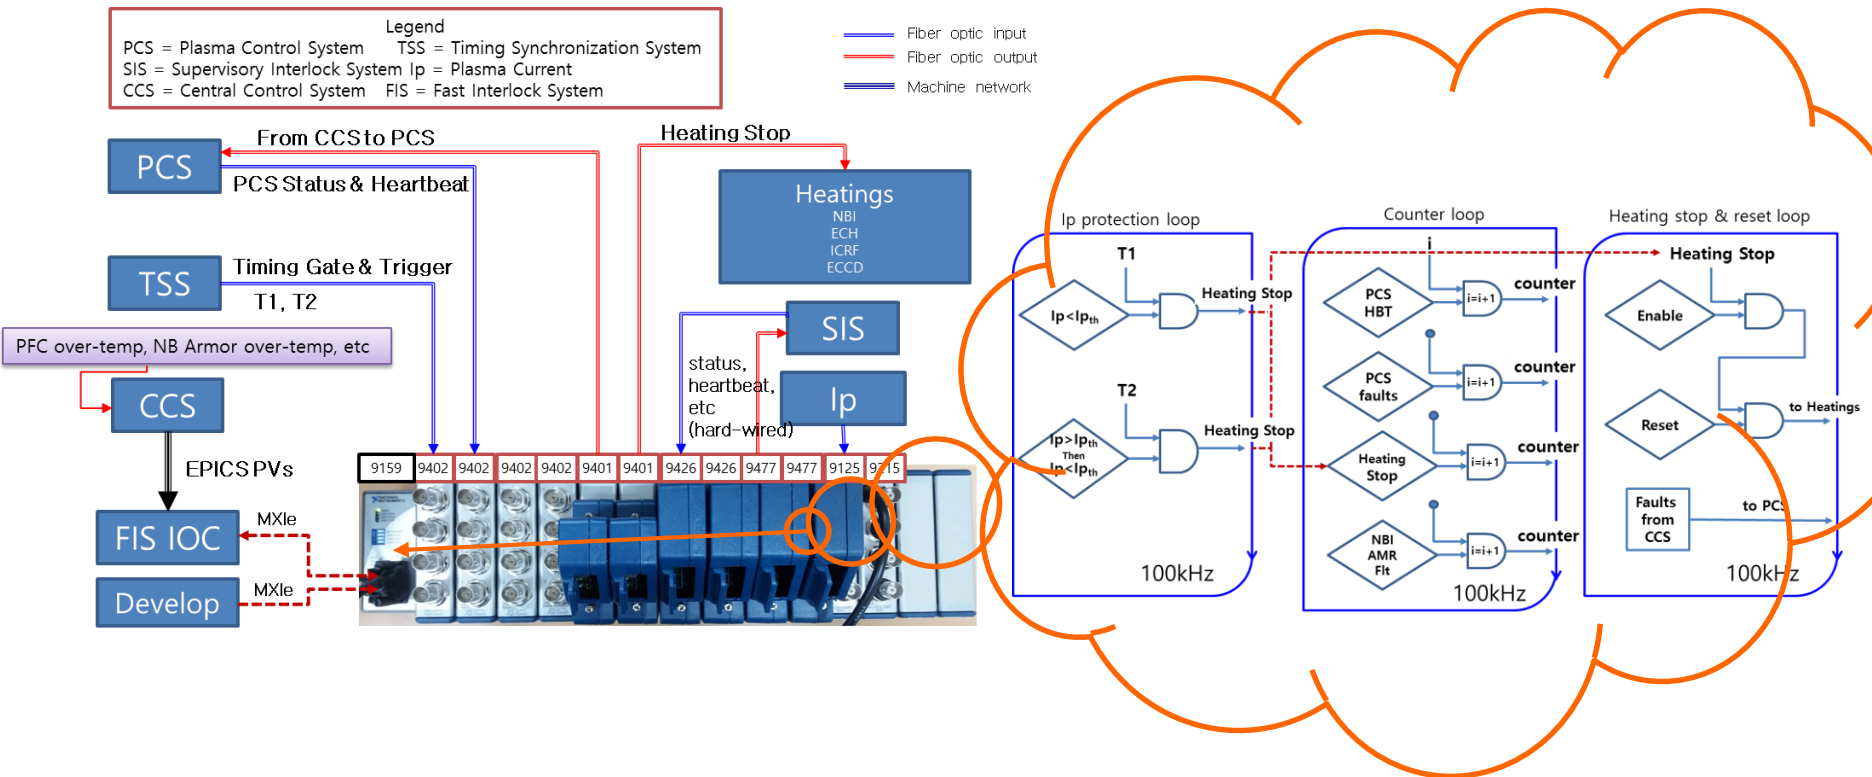 Legend
PCS = Plasma Control System TSS = Timing Synchronization System
SIS = Supervisory Interlock System Ip = Plasma Current
CCS = Central Control System FIS = Fast Interlock System
Fiber optic input
Fiber optic output
Machine network
From CCS to PCS
PCS
PCS Status & Heartbeat
Heating Stop
Heatings
NBI
ECH
ICRF
ECCD
TSS
Timing Gate & Trigger
T1, T2
SIS
PFC over-temp, NB Armor over-temp, etc
status,
heartbeat,
etc
(hard-wired)
CCS
Ip
EPICS PVs
9159 9402 9402 9402 9402 9401 9401 9426 9426 9477 9477 9125 9215
FIS IOC
MXIe
Develop
MXIe
Ip protection loop
T1
Ip<Ipth
Heating Stop
T2
Ip>Ipth
Then
Ip<Ipth
Heating Stop
100kHz
Counter loop
i
PCS
HBT
i=i+1
counter
PCS
faults
i=i+1
counter
Heating
Stop
i=i+1
counter
NBI
AMR
Flt
i=i+1
counter
100kHz
Heating stop & reset loop
Heating Stop
Enable
Reset
to Heatings
Faults
from
CCS
to PCS
100kHz